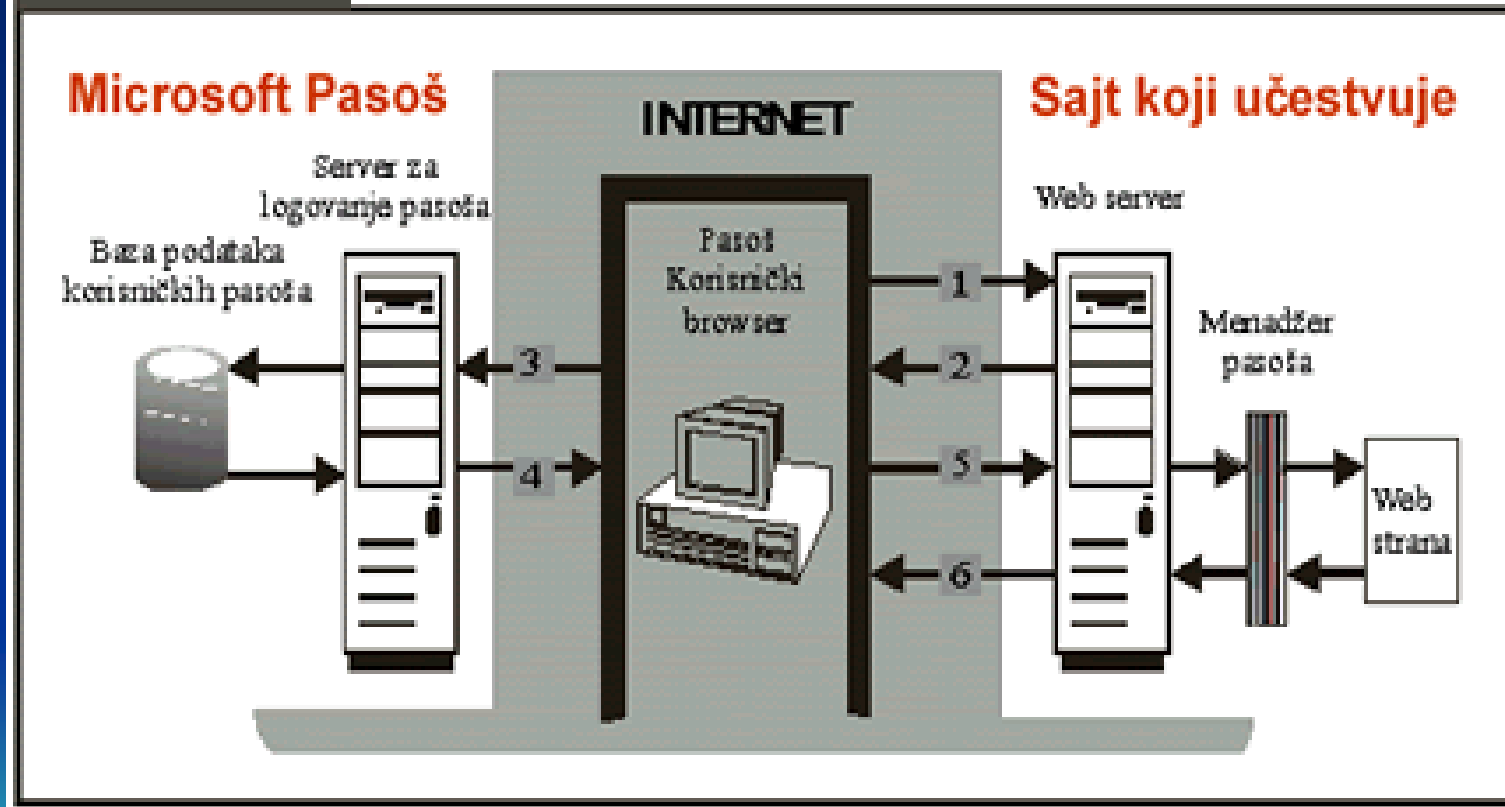 Microsoft Pasoš
INTERNET
Sajt koji učestvuje
Server za
logovanje pasoša
Baza podataka
korisničkih pasoša
Pasoš
Korisnički
browser
Web server
Menadžer
pasoša
1
2
3
4
5
6
Web
strana